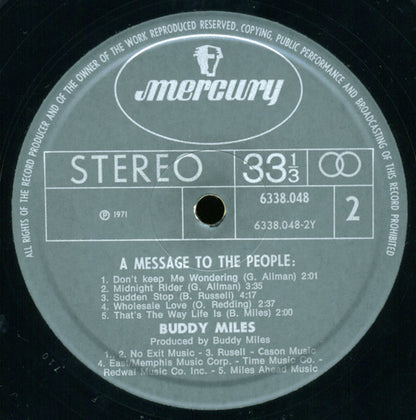 ALL RIGHTS OF THE RECORD PRODUCER AND OF THE OWNER OF THE WORK REPRODUCED RESERVED. COPYING, PUBLIC PERFORMANCE AND BROADCASTING OF THIS RECORD PROHIBITED
mercury
STEREO 33 1/3
℗ 1971
6338.048
6338.048-2Y
2
A MESSAGE TO THE PEOPLE:
1. Don't keep Me Wondering (G. Allman) 2:01
2. Midnight Rider (G. Allman) 3:35
3. Sudden Stop (B. Russell) 4:17
4. Wholesale Love (O. Redding) 2:37
5. That's The Way Life Is (B. Miles) 2:00
BUDDY MILES
Produced by Buddy Miles
1. 2. No Exit Music - 3. Rusell - Cason Music
4. East/Memphis Music Corp. - Time Music Co. -
Redwal Music Co. Inc. - 5. Miles Ahead Music